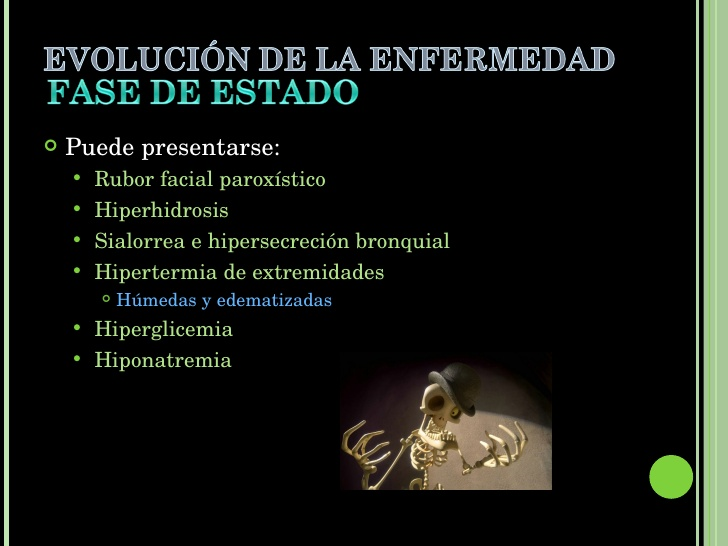 EVOLUCIÓN DE LA ENFERMEDAD
FASE DE ESTADO
Puede presentarse:
Rubor facial paroxístico
Hiperhidrosis
Sialorrea e hipersecreción bronquial
Hipertermia de extremidades
Húmedas y edematizadas
Hiperglicemia
Hiponatremia